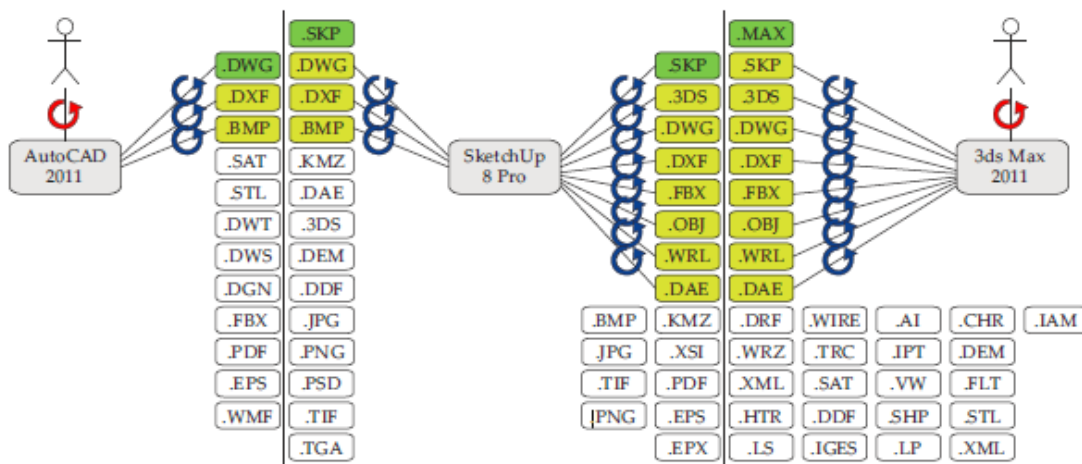 .SKP
.MAX
.DWG .DWG .SKP .SKP
.DXF .DXF .3DS .3DS
.BMP .BMP .DWG .DWG
AutoCAD
2011
.SAT .KMZ
SketchUp
8 Pro
.DXF .DXF
3ds Max
2011
.STL .DAE .FBX .FBX
.DWT .3DS .OBJ .OBJ
.DWS .DEM .WRL .WRL
.DGN .DDF .DAE .DAE
.FBX .JPG .BMP .KMZ .DRF .WIRE .AI .CHR .IAM
.PDF .PNG .JPG .XSI .WRZ .TRC .IPT .DEM
.EPS .PSD .TIF .PDF .XML .SAT .VW .FLT
.WMF .TIF .PNG .EPS .HTR .DDF .SHP .STL
.TGA .EPX .LS .IGES .LP .XML